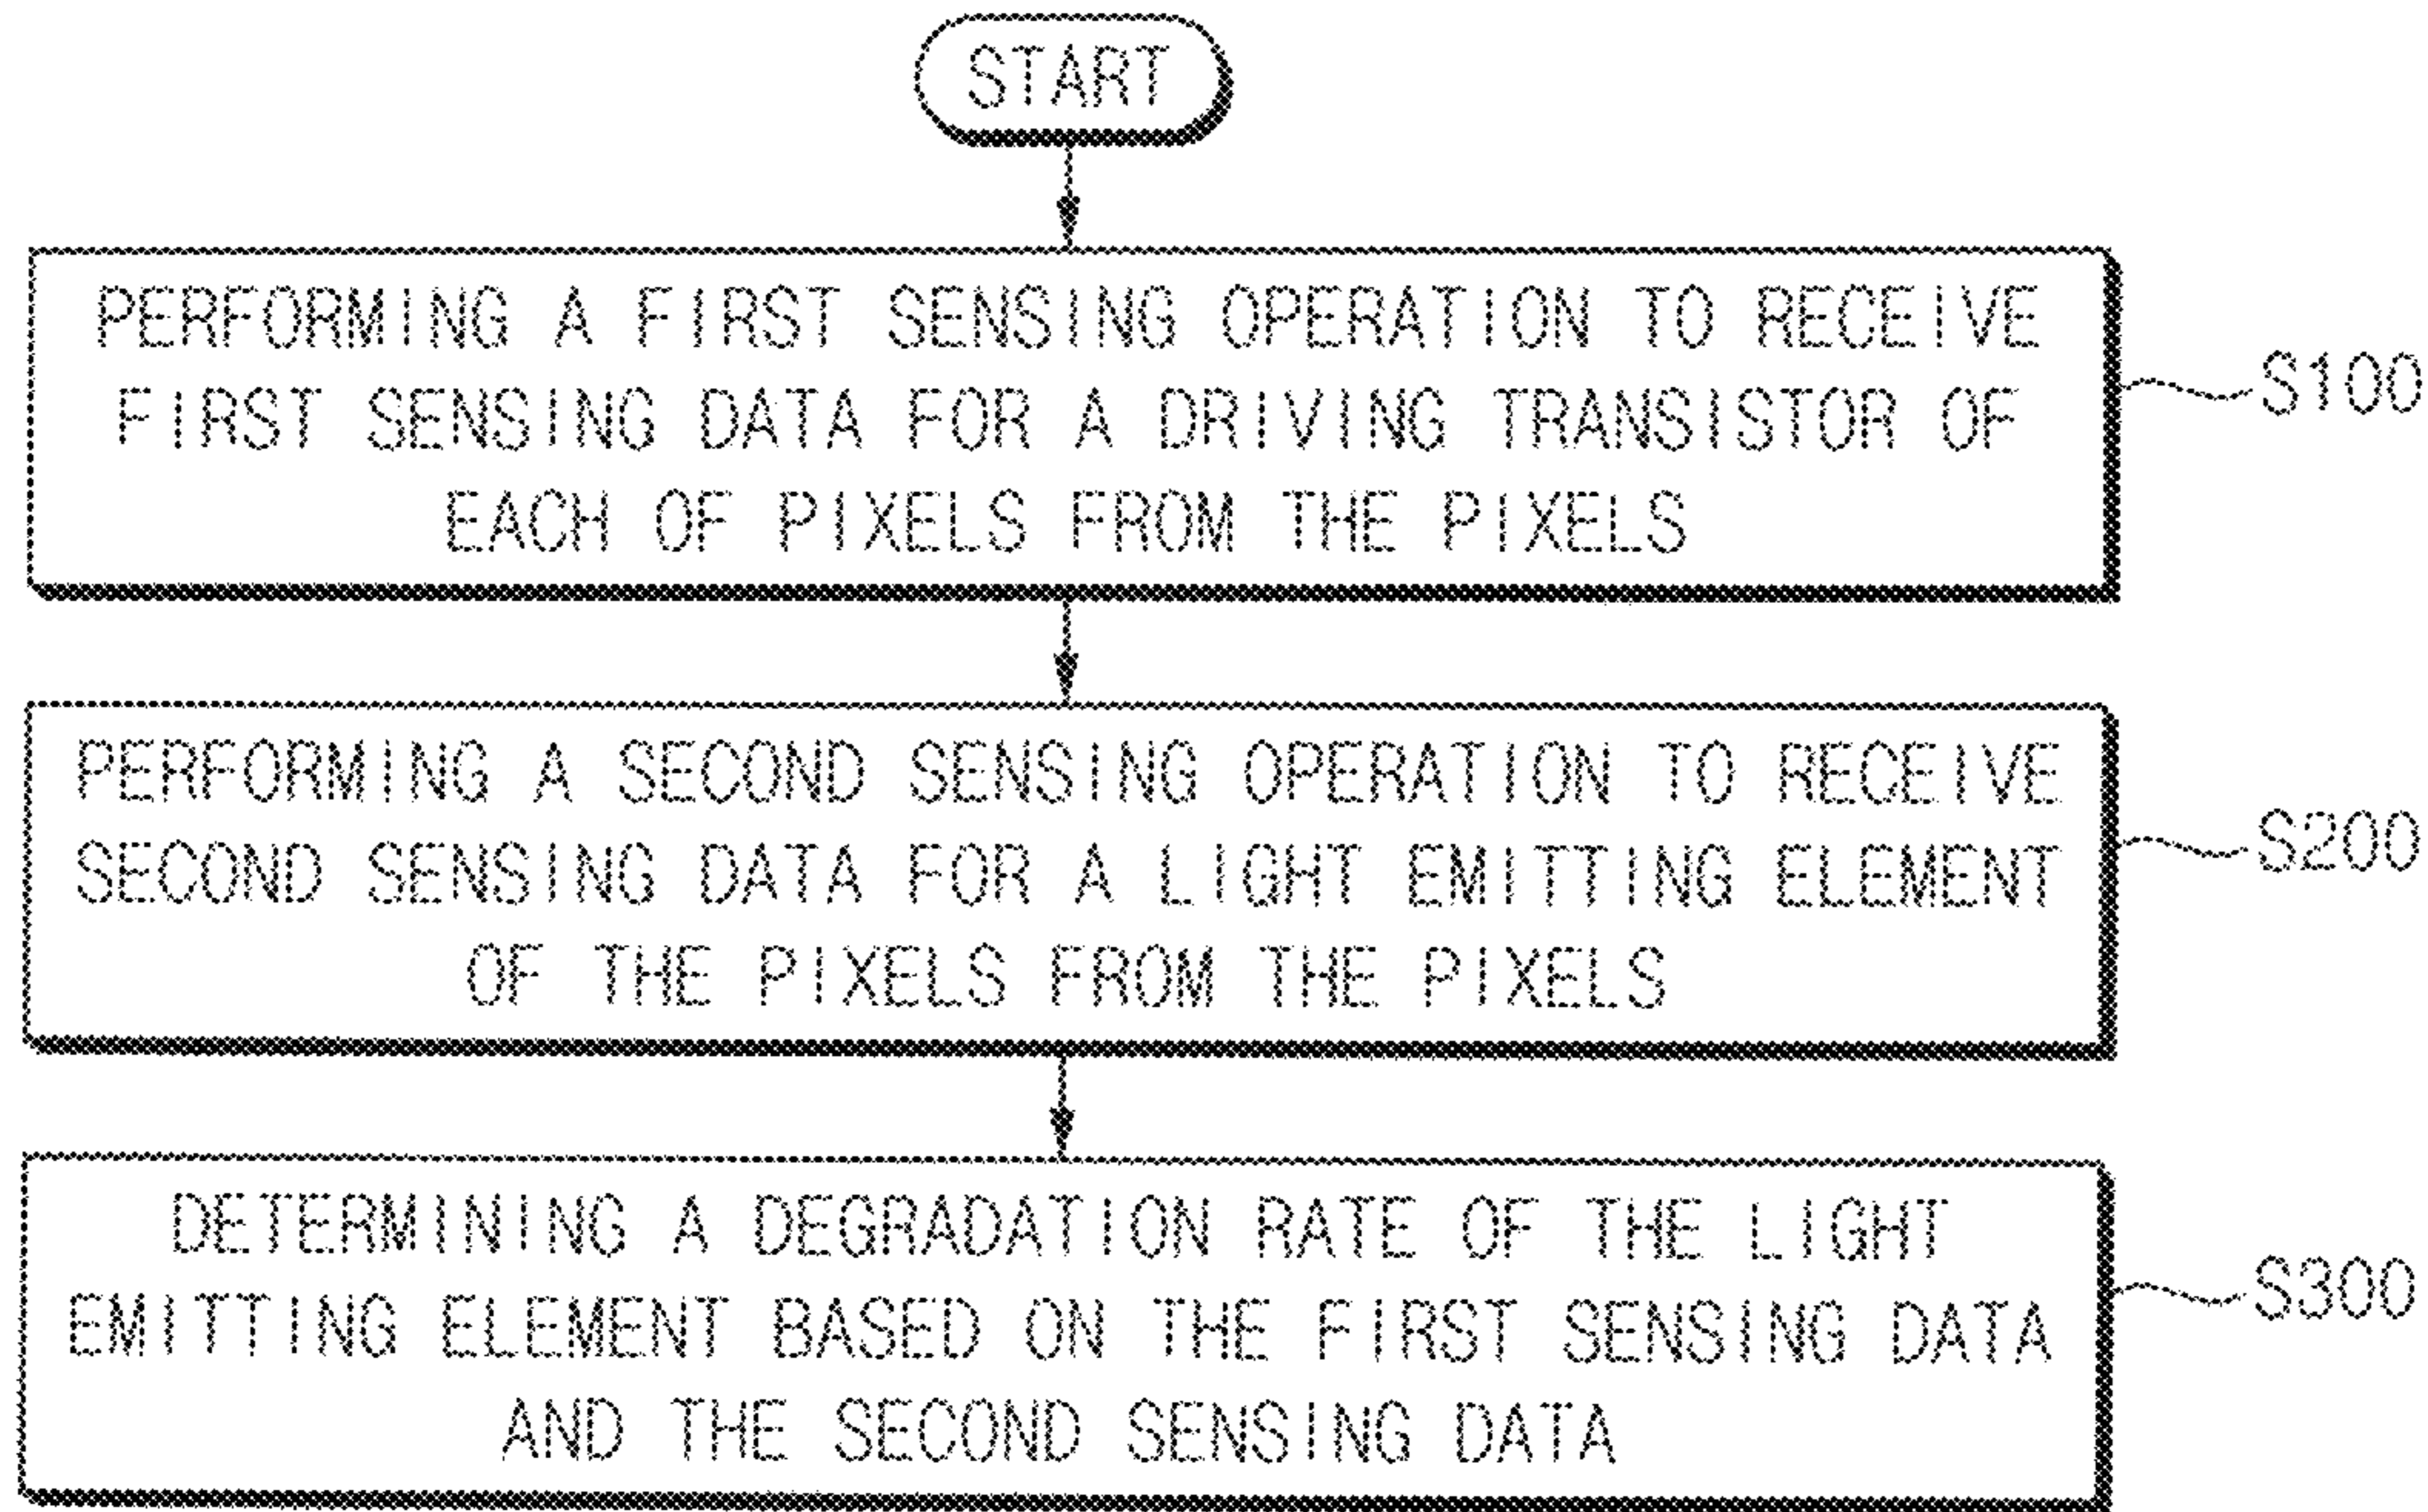 START
PERFORMING A FIRST SENSING OPERATION TO RECEIVE
FIRST SENSING DATA FOR A DRIVING TRANSISTOR OF
EACH OF PIXELS FROM THE PIXELS
S100
PERFORMING A SECOND SENSING OPERATION TO RECEIVE
SECOND SENSING DATA FOR A LIGHT EMITTING ELEMENT
OF THE PIXELS FROM THE PIXELS
S200
DETERMINING A DEGRADATION RATE OF THE LIGHT
EMITTING ELEMENT BASED ON THE FIRST SENSING DATA
AND THE SECOND SENSING DATA
S300